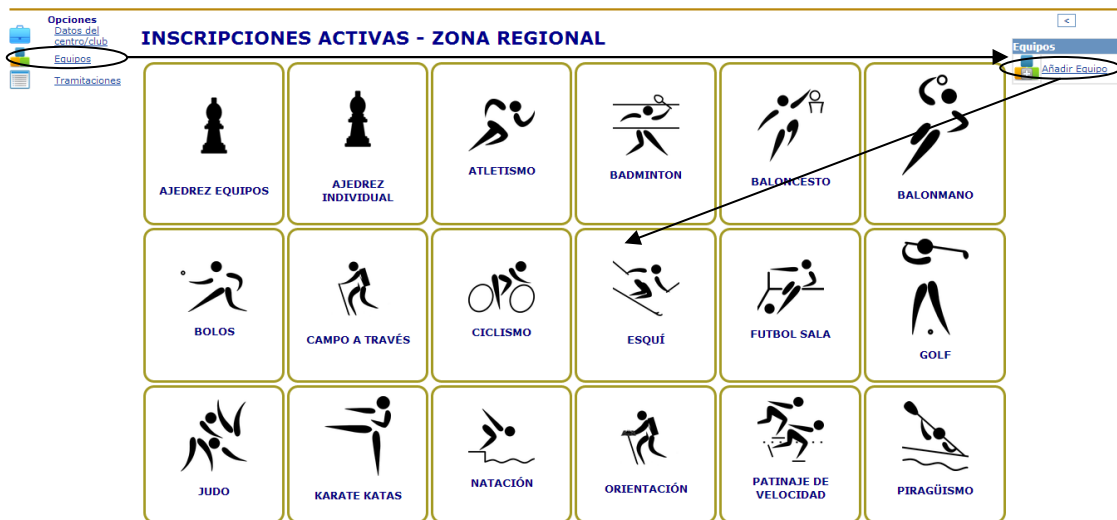 Opciones
Datos del
centro/club
Equipos
Tramitaciones
INSCRIPCIONES ACTIVAS - ZONA REGIONAL
<
Equipos
Añadir Equipo
AJEDREZ EQUIPOS
AJEDREZ
INDIVIDUAL
ATLETISMO
BADMINTON
BALONCESTO
BALONMANO
BOLOS
CAMPO A TRAVÉS
CICLISMO
ESQUÍ
FUTBOL SALA
GOLF
JUDO
KARATE KATAS
NATACIÓN
ORIENTACIÓN
PATINAJE DE
VELOCIDAD
PIRAGÜISMO